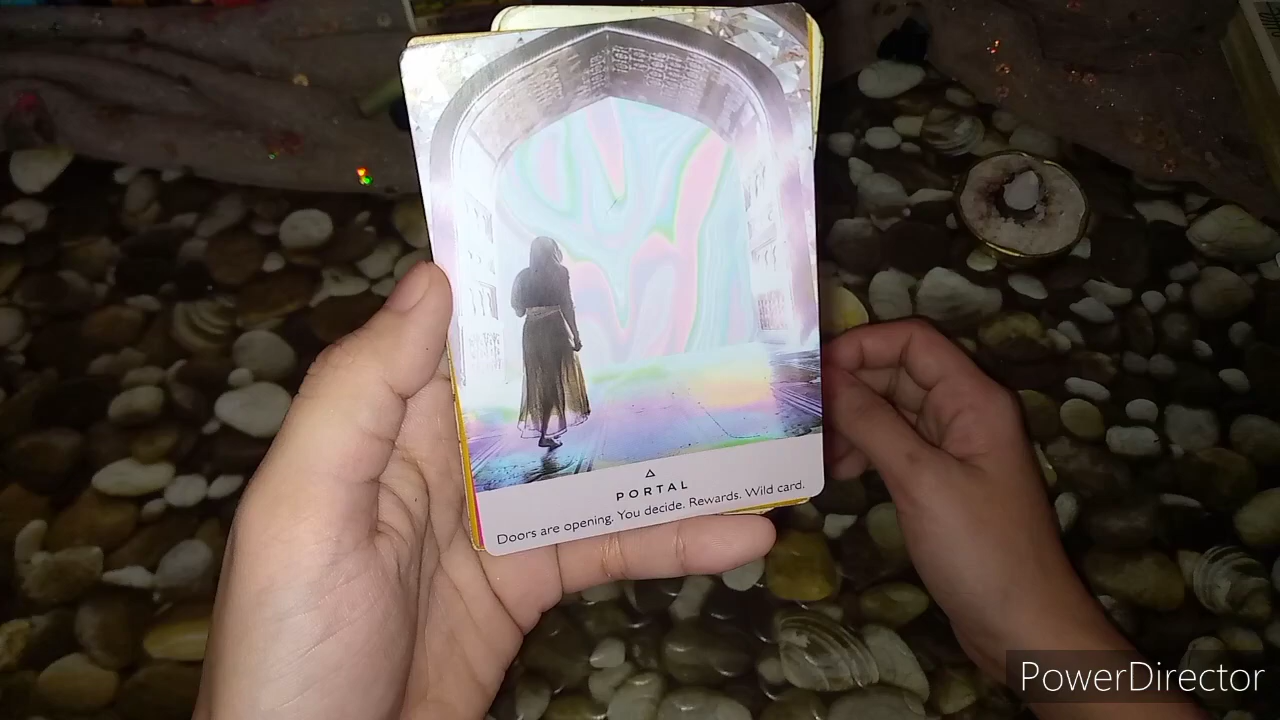 PORTAL
Doors are opening. You decide. Rewards. Wild card.
PowerDirector